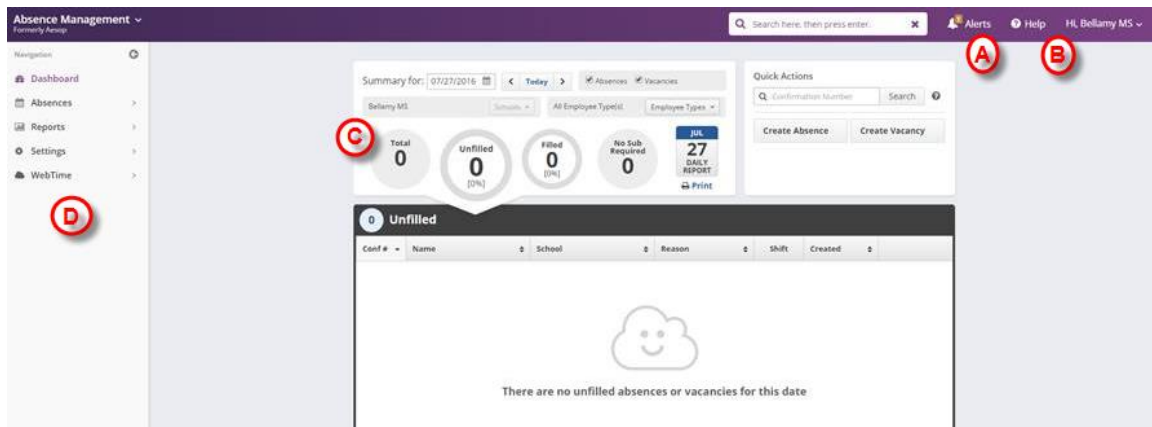 Absence Management
Formerly Aesop
Search here, then press enter.
Alerts
Help
Hi, Bellamy MS
A
B
Navigation
Dashboard
Absences
Reports
Settings
WebTime
D
Summary for: 07/27/2016 < Today > Absences Vacancies
Bellamy MS Schools All Employee Type(s) Employee Types
C
Total
0
Unfilled
0
[0%]
Filled
0
[0%]
No Sub
Required
0
JUL
27
DAILY
REPORT
Print
Quick Actions
Confirmation Number Search
Create Absence Create Vacancy
0 Unfilled
Conf # Name School Reason Shift Created
There are no unfilled absences or vacancies for this date